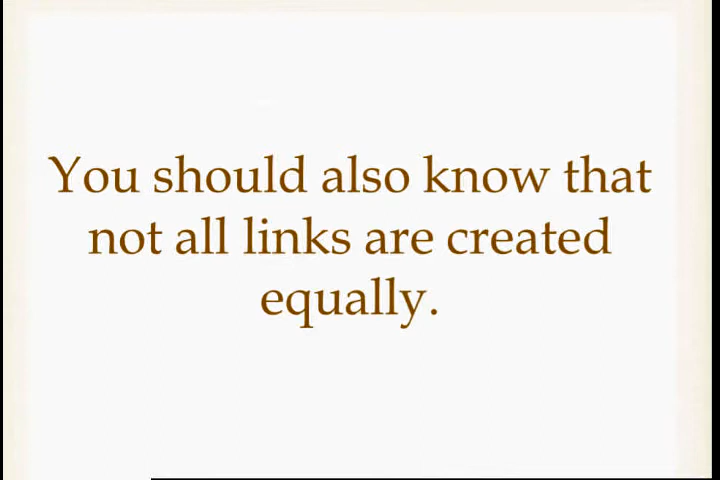 You should also know that
not all links are created
equally.